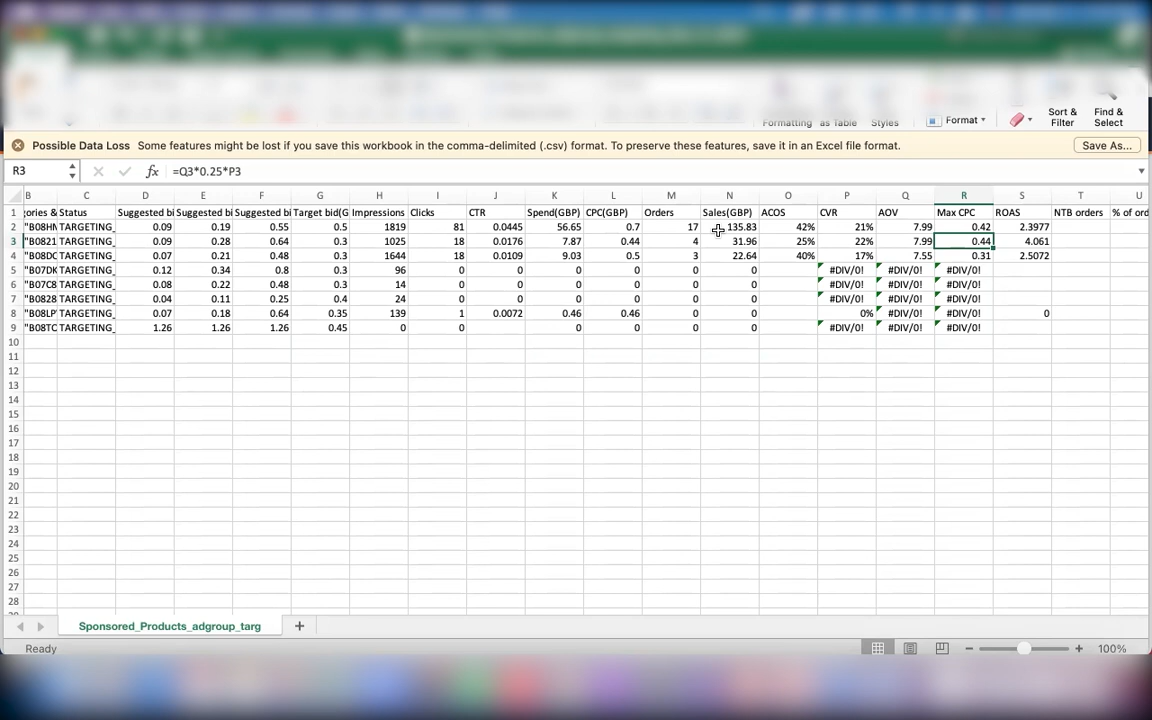 Formatting as Table Styles Format Sort & Filter Find & Select
Possible Data Loss Some features might be lost if you save this workbook in the comma-delimited (.csv) format. To preserve these features, save it in an Excel file format. Save As...
R3 fx =Q3*0.25*P3
B C D E F G H I J K L M N O P Q R S T U
1 gories & Status Suggested bi Suggested bi Suggested bi Target bid(G Impressions Clicks CTR Spend(GBP) CPC(GBP) Orders Sales(GBP) ACOS CVR AOV Max CPC ROAS NTB orders % of ord
2 "B08HN TARGETING_ 0.09 0.19 0.55 0.5 1819 81 0.0445 56.65 0.7 17 135.83 42% 21% 7.99 0.42 2.3977
3 "B0821 TARGETING_ 0.09 0.28 0.64 0.3 1025 18 0.0176 7.87 0.44 4 31.96 25% 22% 7.99 0.44 4.061
4 "B08DC TARGETING_ 0.07 0.21 0.48 0.3 1644 18 0.0109 9.03 0.5 3 22.64 40% 17% 7.55 0.31 2.5072
5 "B07DK TARGETING_ 0.12 0.34 0.8 0.3 96 0 0 0 0 0 0 #DIV/0! #DIV/0! #DIV/0!
6 "B07C8 TARGETING_ 0.08 0.22 0.48 0.3 14 0 0 0 0 0 0 #DIV/0! #DIV/0! #DIV/0!
7 "B0828 TARGETING_ 0.04 0.11 0.25 0.4 24 0 0 0 0 0 0 #DIV/0! #DIV/0! #DIV/0!
8 "B08LP TARGETING_ 0.07 0.18 0.64 0.35 139 1 0.0072 0.46 0.46 0 0 0% #DIV/0! #DIV/0! 0
9 "B08TC TARGETING_ 1.26 1.26 1.26 0.45 0 0 0 0 0 0 0 #DIV/0! #DIV/0! #DIV/0!
10
11
12
13
14
15
16
17
18
19
20
21
22
23
24
25
26
27
28
Sponsored_Products_adgroup_targ
Ready 100%